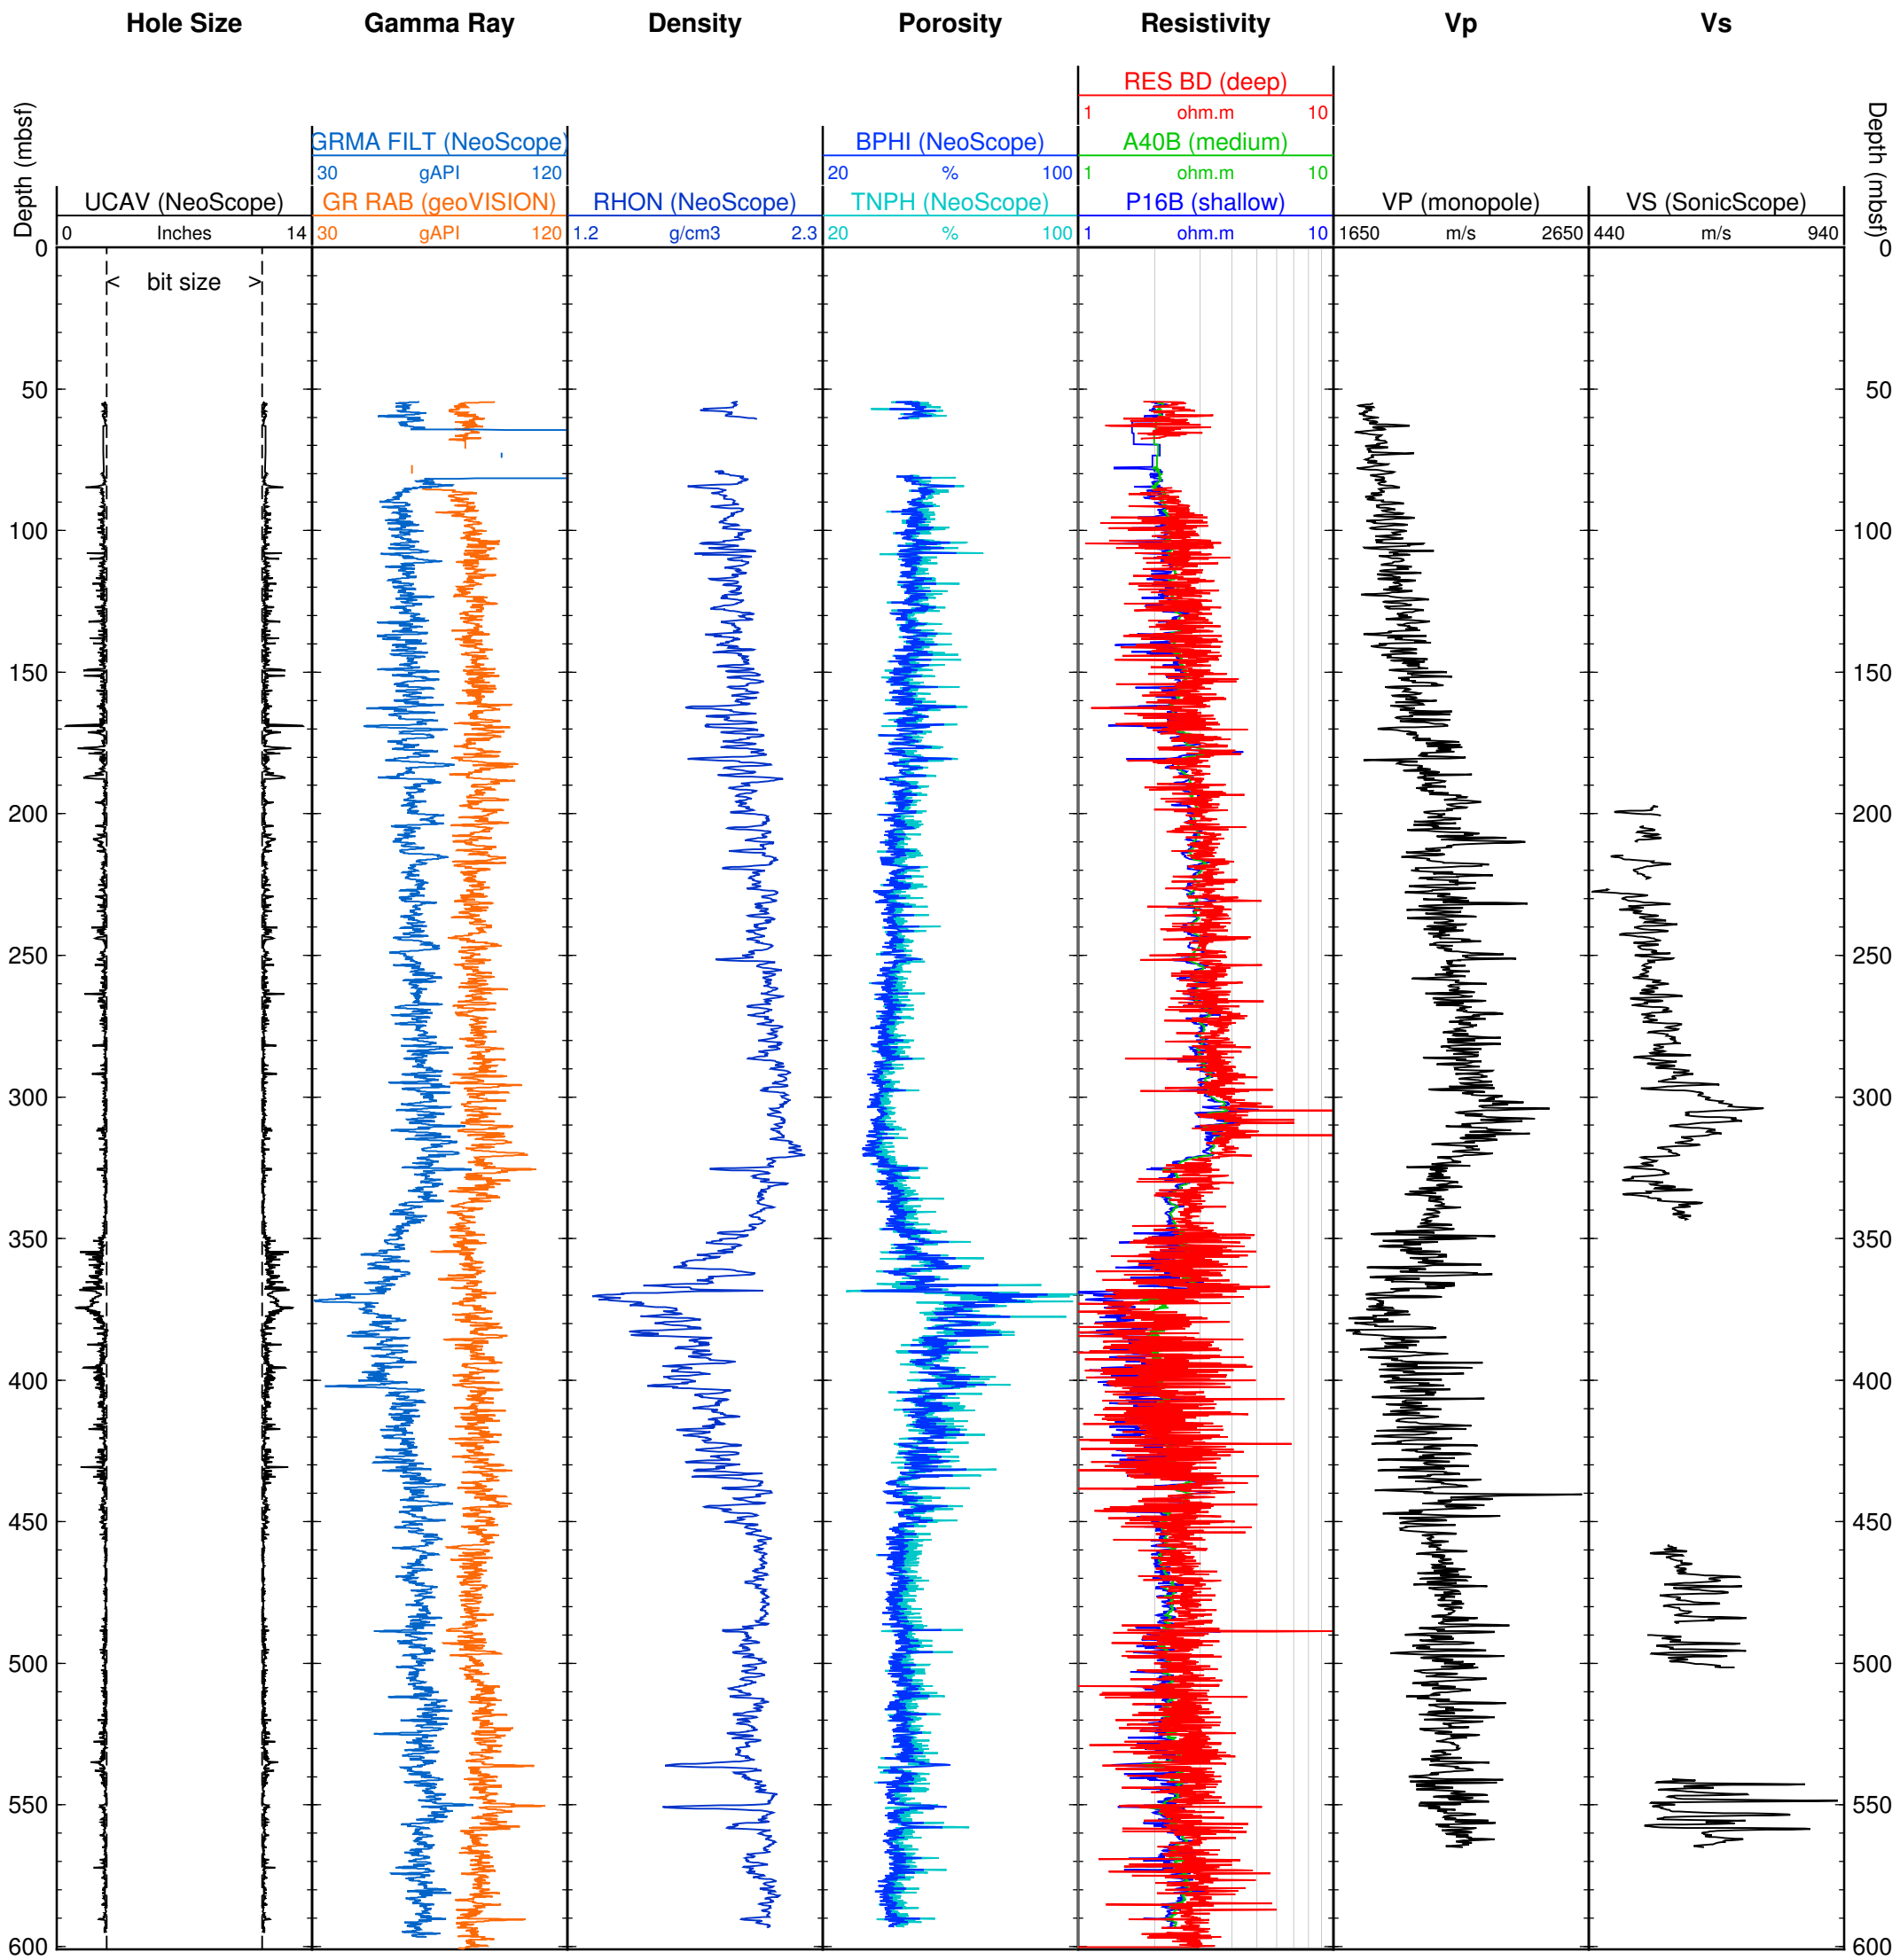 Hole Size Gamma Ray Density Porosity Resistivity Vp Vs
RES BD (deep)
1 ohm.m 10
GRMA FILT (NeoScope) BPHI (NeoScope) A40B (medium)
30 gAPI 120 20 % 100 1 ohm.m 10
UCAV (NeoScope) GR RAB (geoVISION) RHON (NeoScope) TNPH (NeoScope) P16B (shallow) VP (monopole) VS (SonicScope)
0 Inches 14 30 gAPI 120 1.2 g/cm3 2.3 20 % 100 1 ohm.m 10 1650 m/s 2650 440 m/s 940
Depth (mbsf) Depth (mbsf)
0 0
< bit size >
50 50
100 100
150 150
200 200
250 250
300 300
350 350
400 400
450 450
500 500
550 550
600 600